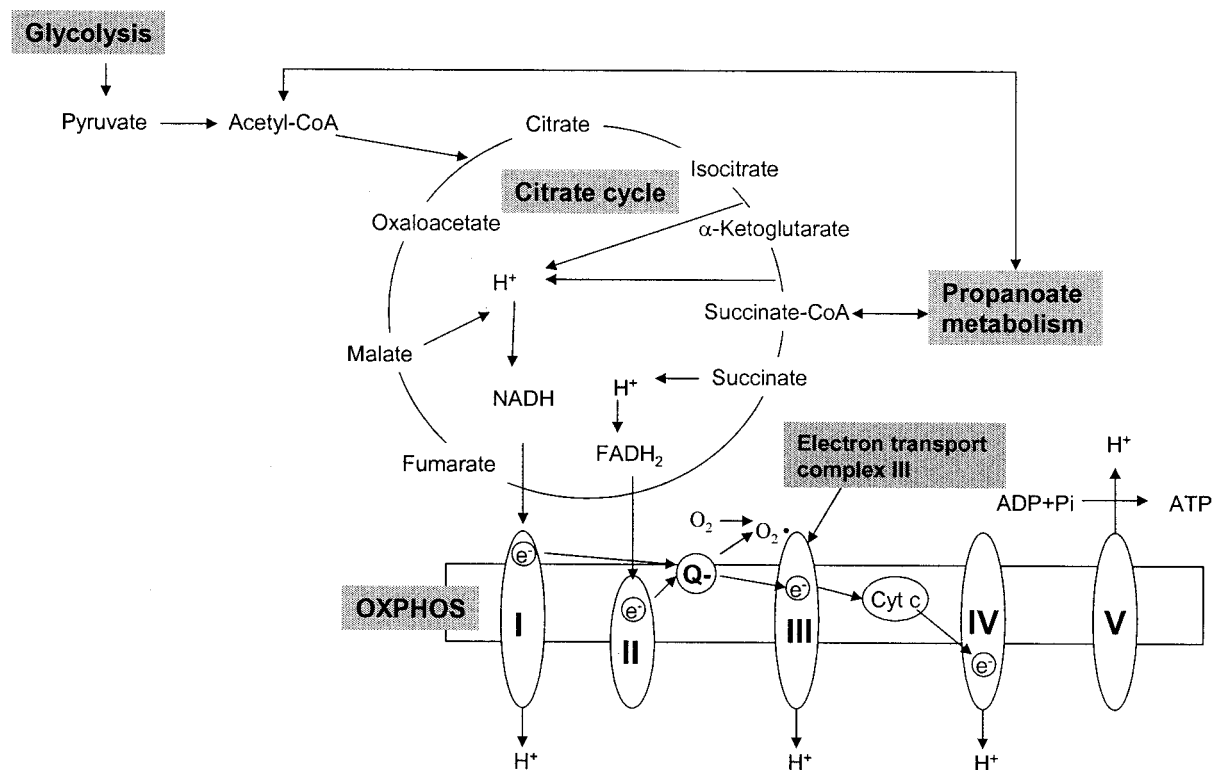 Glycolysis
Pyruvate
Acetyl-CoA
Citrate
Isocitrate
Citrate cycle
Oxaloacetate
α-Ketoglutarate
H+
Succinate-CoA
Propanoate
metabolism
Malate
NADH
H+
Succinate
Fumarate
FADH2
Electron transport
complex III
H+
ADP+Pi
ATP
O2
O2•
e-
Q-
OXPHOS
e-
e-
Cyt c
I
II
III
IV
V
e-
H+
H+
H+